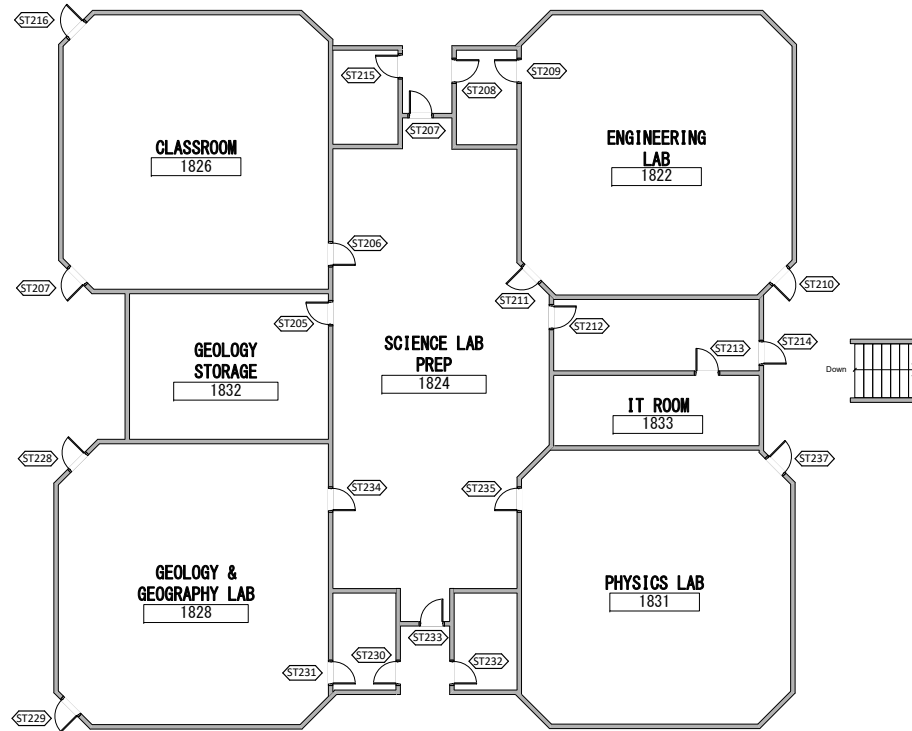 ST216
ST215
ST208
ST209
ST207
CLASSROOM
1826
ENGINEERING
LAB
1822
ST206
ST207
ST205
ST211
ST210
ST212
ST213
ST214
GEOLOGY
STORAGE
1832
SCIENCE LAB
PREP
1824
Down
IT ROOM
1833
ST228
ST237
ST234
ST235
GEOLOGY &
GEOGRAPHY LAB
1828
PHYSICS LAB
1831
ST233
ST230
ST231
ST232
ST229